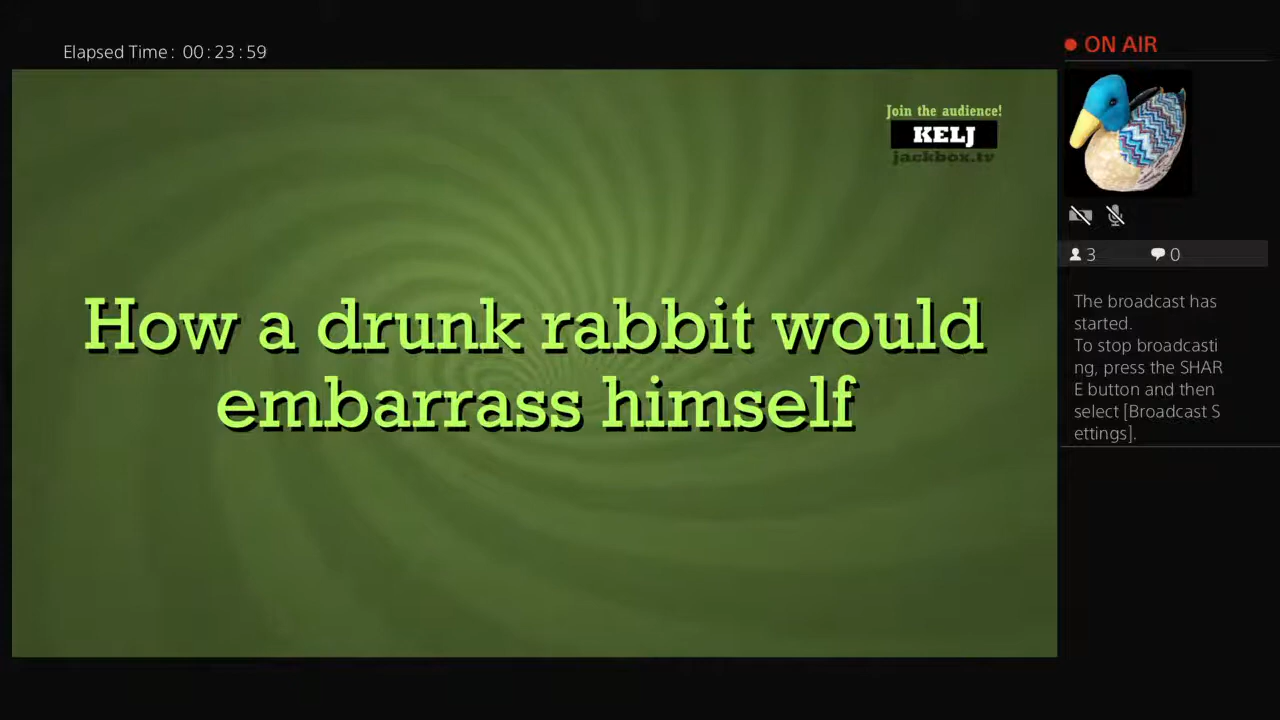 Elapsed Time: 00:23:59
ON AIR
Join the audience!
KELJ
jackbox.tv
3
0
The broadcast has
started.
To stop broadcasti
ng, press the SHAR
E button and then
select [Broadcast S
ettings].
How a drunk rabbit would
embarrass himself